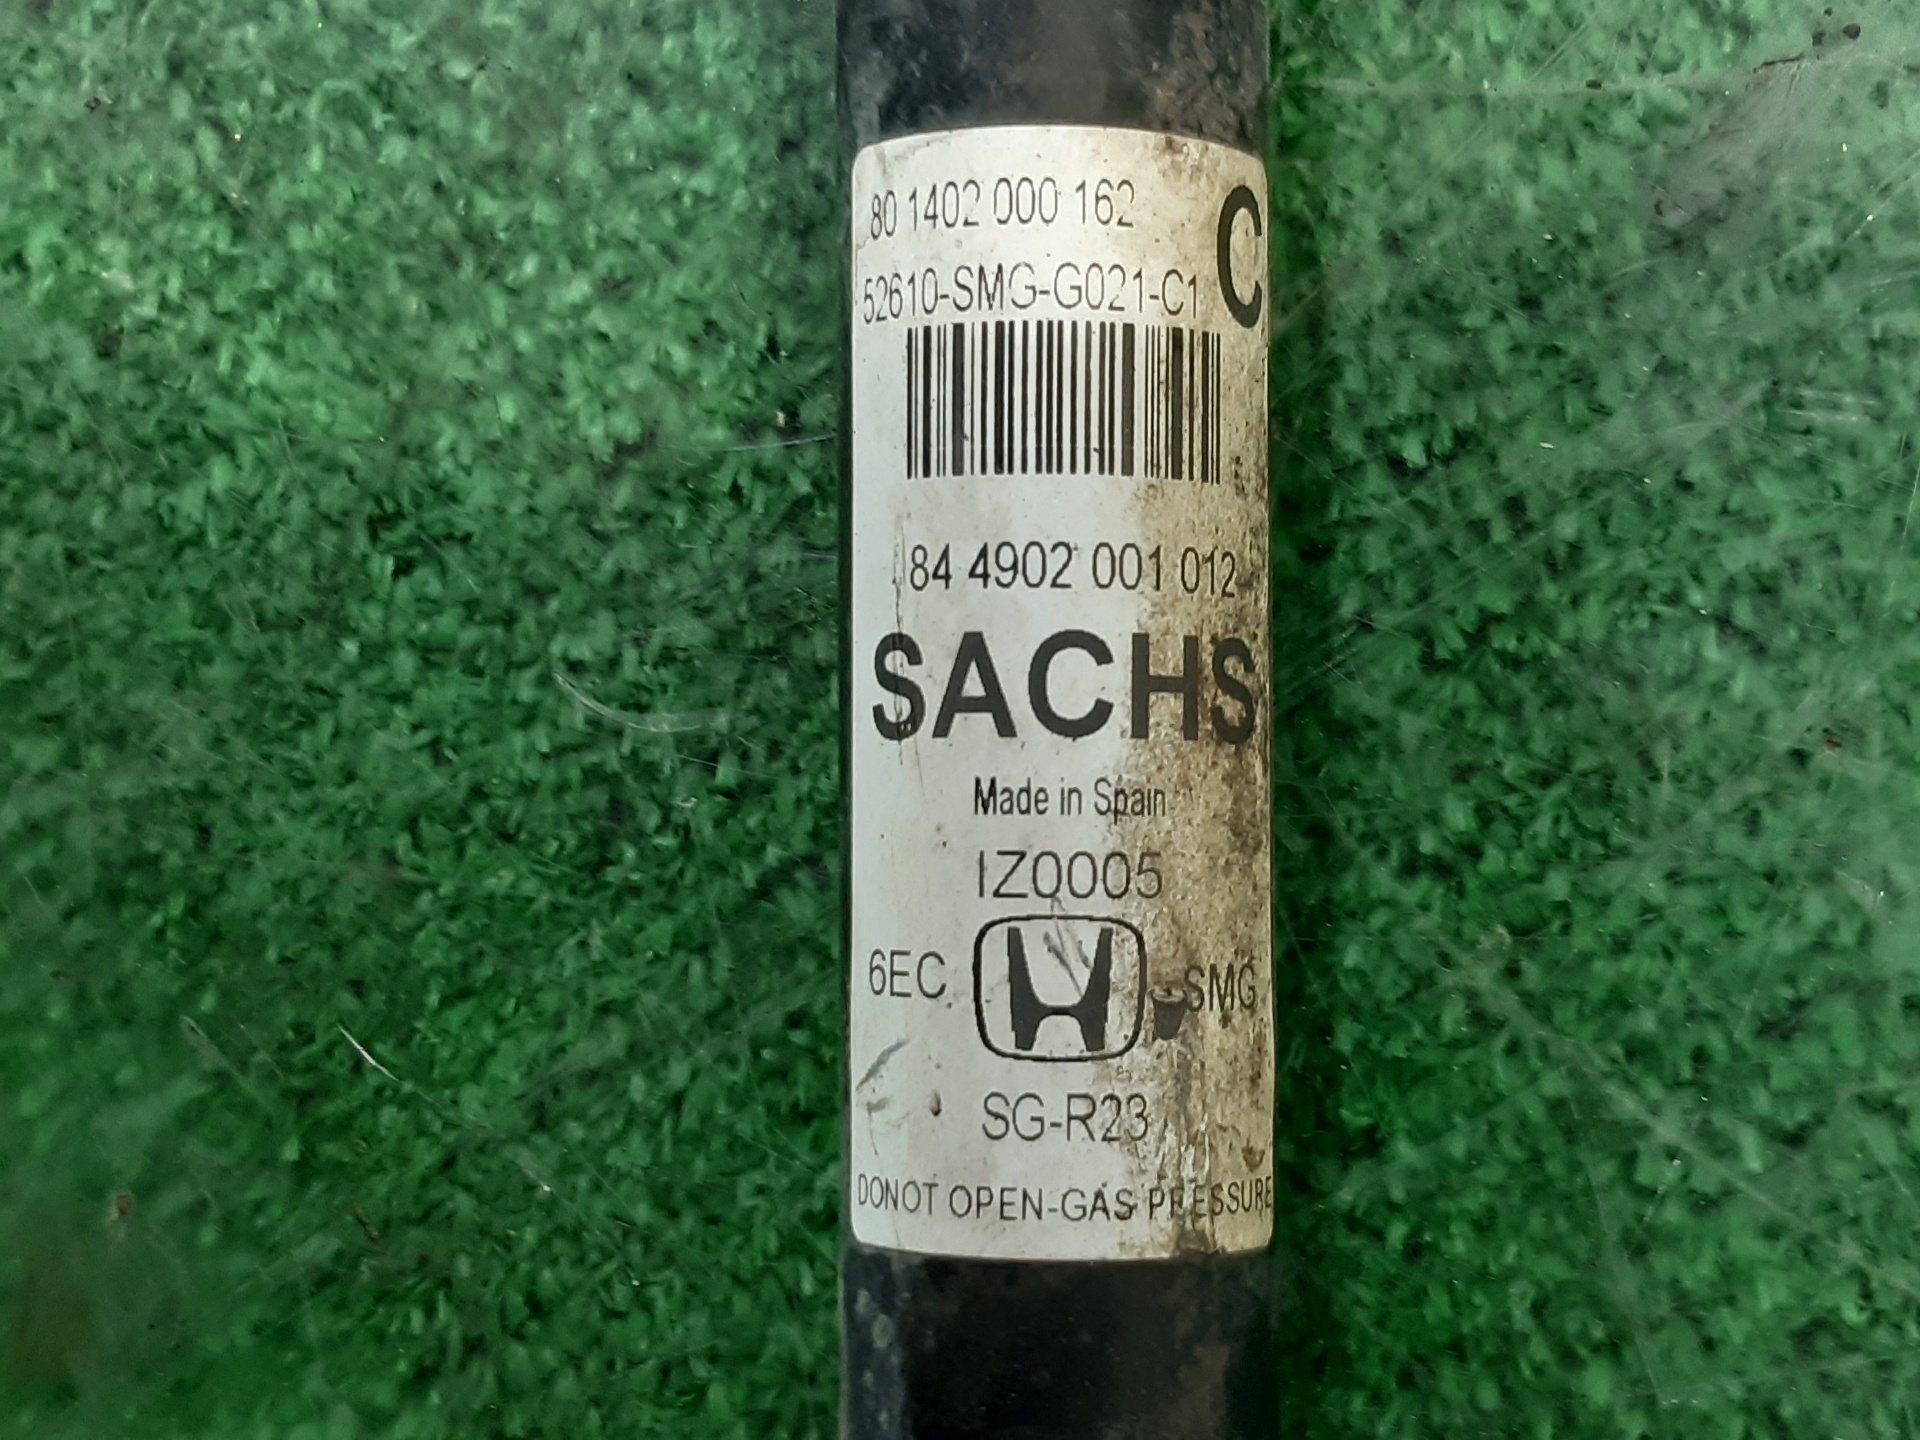 80 1402 000 162
C
52610-SMG-G021-C1
84 4902 001 012
SACHS
Made in Spain
IZ0005
6EC SMG
SG-R23
DONOT OPEN-GAS PRESSURE